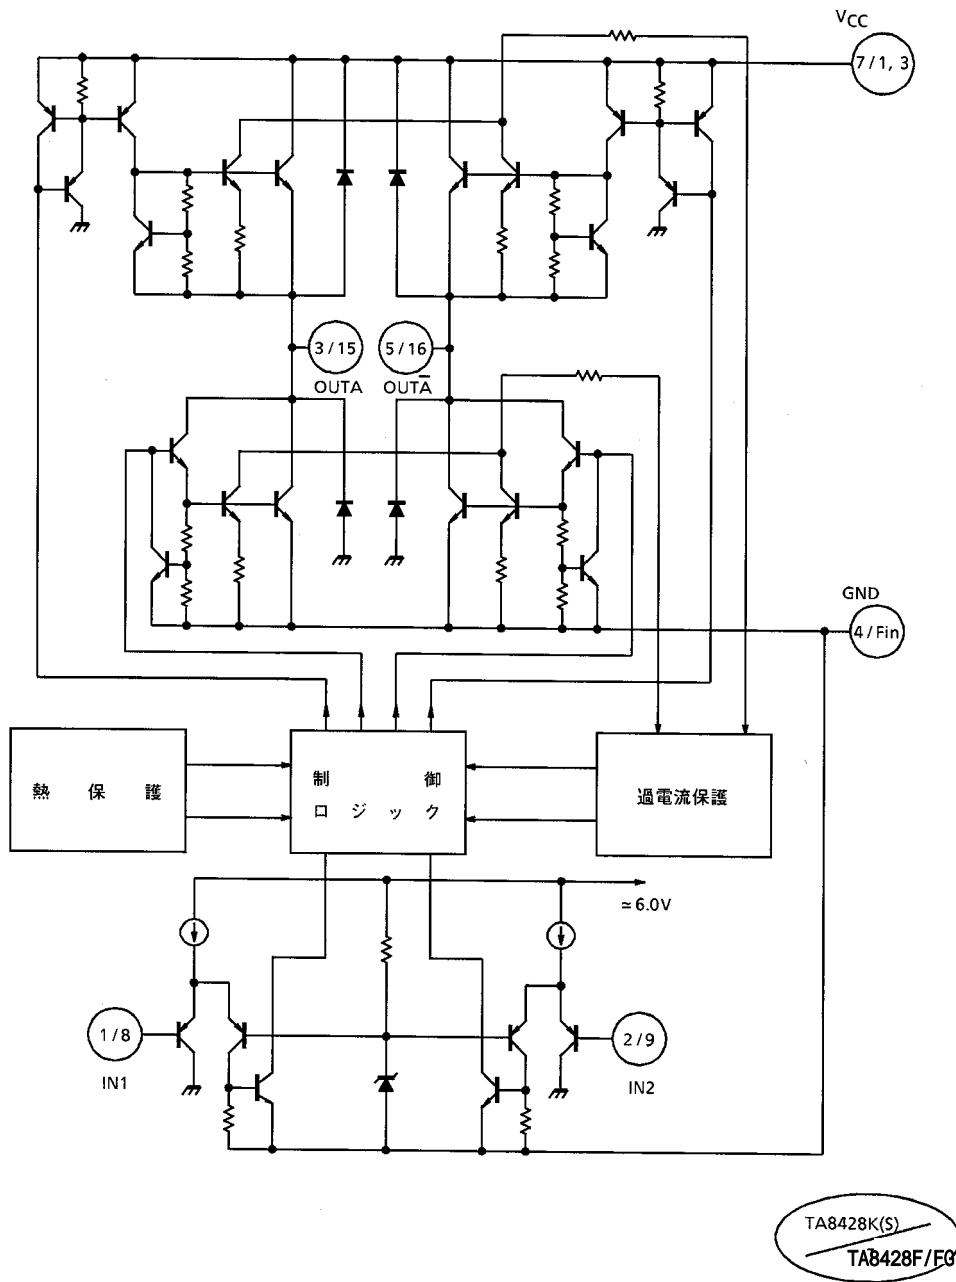 VCC
7/1, 3
3/15
5/16
OUTA
OUTA̅
GND
4/Fin
熱 保 護
制 御
ロ ジ ッ ク
過電流保護
≃6.0V
1/8
2/9
IN1
IN2
TA8428K(S)
TA8428F/FG